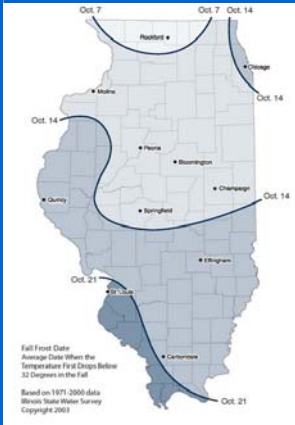 Oct. 7
Oct. 7
Oct. 14
Rockford
Chicago
Moline
Oct. 14
Oct. 14
Peoria
Bloomington
Champaign
Oct. 14
Quincy
Springfield
Effingham
Oct. 21
St. Louis
Fall Frost Date
Average Date When the
Temperature First Drops Below
32 Degrees in the Fall
Carbondale
Based on 1971-2000 data
Illinois State Water Survey
Copyright 2003
Oct. 21